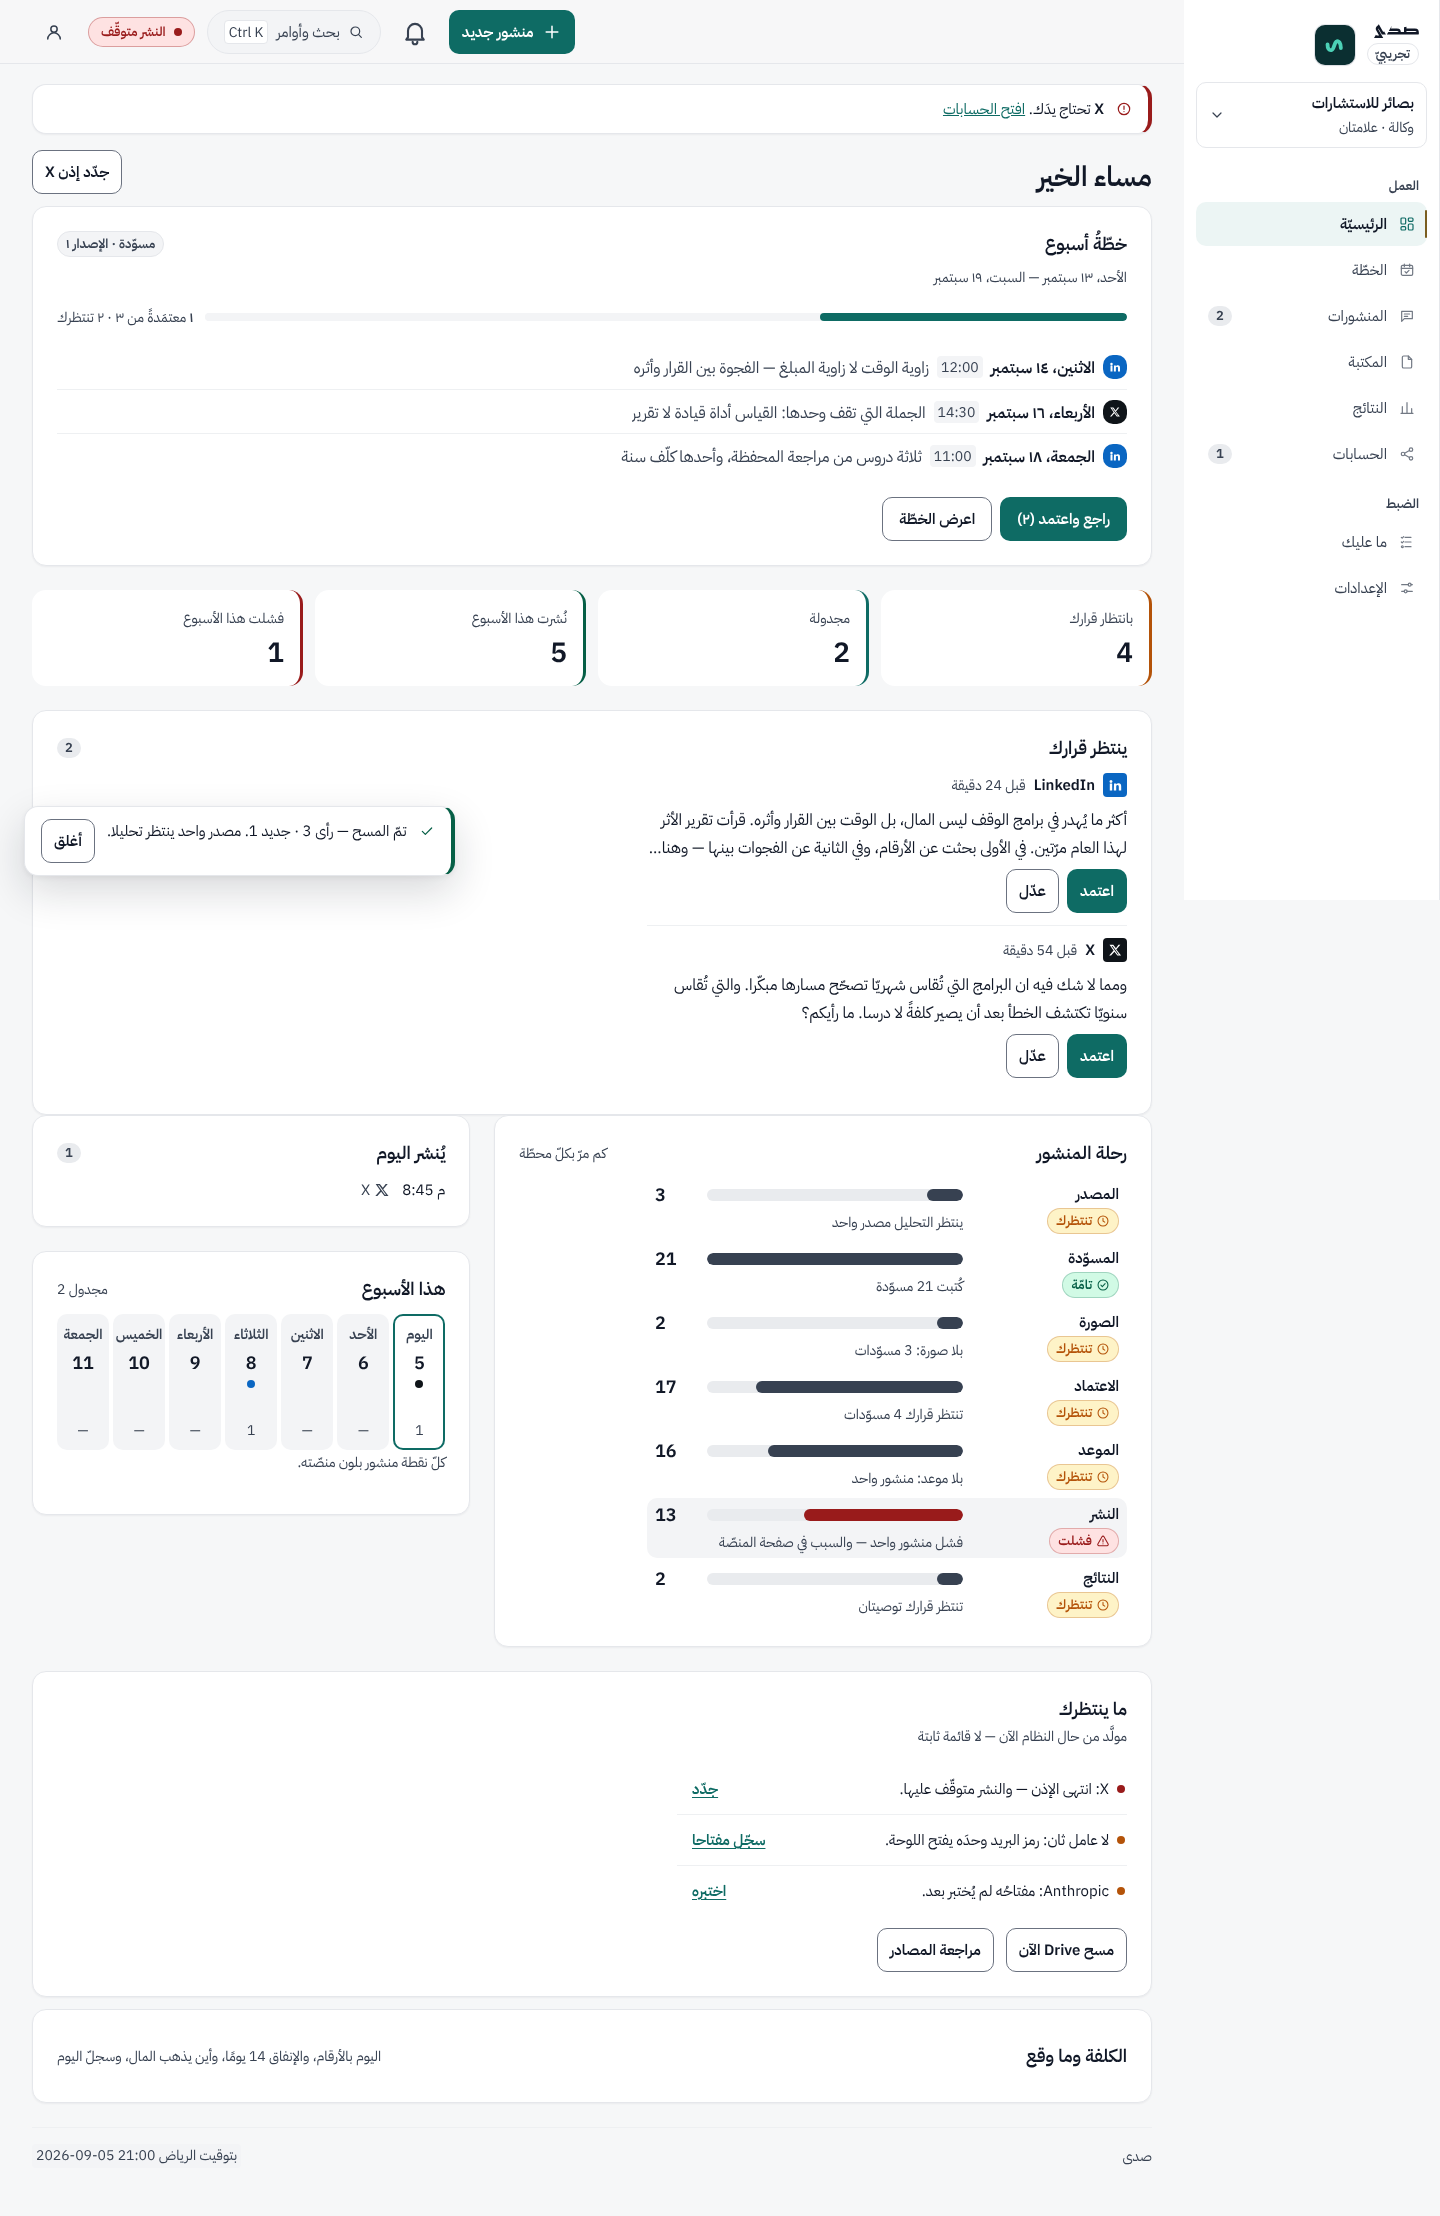 صدى
تجريبيّ
بصائر للاستشارات
وكالة · علامتان
العمل
الرئيسيّة
الخطّة
المنشورات 2
المكتبة
النتائج
الحسابات 1
الضبط
ما عليك
الإعدادات
منشور جديد
بحث وأوامر Ctrl K
النشر متوقّف
X تحتاج يدَك. افتح الحسابات
مساء الخير
جدّد إذن X
خطّةُ أسبوع
مسوّدة · الإصدار ١
الأحد، ١٣ سبتمبر — السبت، ١٩ سبتمبر
١ معتمَدةً من ٣ · ٢ تنتظرك
الاثنين، ١٤ سبتمبر 12:00 زاوية الوقت لا زاوية المبلغ — الفجوة بين القرار وأثره
الأربعاء، ١٦ سبتمبر 14:30 الجملة التي تقف وحدها: القياس أداة قيادة لا تقرير
الجمعة، ١٨ سبتمبر 11:00 ثلاثة دروس من مراجعة المحفظة، وأحدها كلّف سنة
راجع واعتمد (٢)
اعرض الخطّة
بانتظار قرارك
4
مجدولة
2
نُشرت هذا الأسبوع
5
فشلت هذا الأسبوع
1
ينتظر قرارك
2
LinkedIn قبل 24 دقيقة
أكثر ما يُهدر في برامج الوقف ليس المال، بل الوقت بين القرار وأثره. قرأت تقرير الأثر
لهذا العام مرّتين. في الأولى بحثت عن الأرقام، وفي الثانية عن الفجوات بينها — وهنا...
اعتمد
عدّل
تمّ المسح — رأى 3 · جديد 1. مصدر واحد ينتظر تحليلا.
أغلق
X قبل 54 دقيقة
ومما لا شك فيه ان البرامج التي تُقاس شهريّا تصحّح مسارها مبكّرا. والتي تُقاس
سنويّا تكتشف الخطأ بعد أن يصير كلفةً لا درسا. ما رأيكم؟
اعتمد
عدّل
رحلة المنشور
كم مرّ بكلّ محطّة
المصدر 3
تنتظرك
ينتظر التحليل مصدر واحد
المسوّدة 21
تامّة
كُتبت 21 مسوّدة
الصورة 2
تنتظرك
بلا صورة: 3 مسوّدات
الاعتماد 17
تنتظرك
تنتظر قرارك 4 مسوّدات
الموعد 16
تنتظرك
بلا موعد: منشور واحد
النشر 13
فشلت
فشل منشور واحد — والسبب في صفحة المنصّة
النتائج 2
تنتظرك
تنتظر قرارك توصيتان
يُنشر اليوم
1
8:45 م X
هذا الأسبوع
مجدول 2
اليوم الأحد الاثنين الثلاثاء الأربعاء الخميس الجمعة
5 6 7 8 9 10 11
1 — — 1 — — —
كلّ نقطة منشور بلون منصّته.
ما ينتظرك
مولَّد من حال النظام الآن — لا قائمة ثابتة
X: انتهى الإذن — والنشر متوقّف عليها. جدّد
لا عامل ثان: رمز البريد وحدَه يفتح اللوحة. سجّل مفتاحا
Anthropic: مفتاحُه لم يُختبر بعد. اختبره
مسح Drive الآن
مراجعة المصادر
الكلفة وما وقع
اليوم بالأرقام، والإنفاق 14 يومًا، وأين يذهب المال، وسجلّ اليوم
صدى
بتوقيت الرياض 21:00 2026-09-05